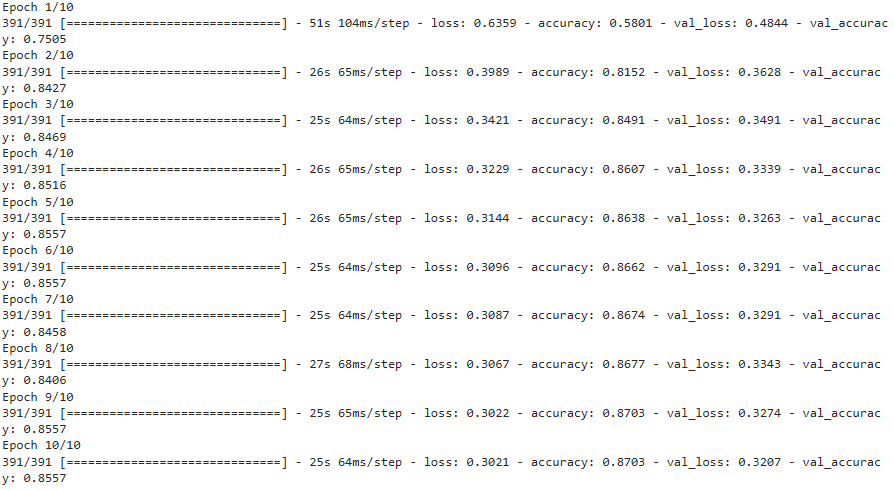 Epoch 1/10
391/391 [==============================] - 51s 104ms/step - loss: 0.6359 - accuracy: 0.5801 - val_loss: 0.4844 - val_accurac
y: 0.7505
Epoch 2/10
391/391 [==============================] - 26s 65ms/step - loss: 0.3989 - accuracy: 0.8152 - val_loss: 0.3628 - val_accurac
y: 0.8427
Epoch 3/10
391/391 [==============================] - 25s 64ms/step - loss: 0.3421 - accuracy: 0.8491 - val_loss: 0.3491 - val_accurac
y: 0.8469
Epoch 4/10
391/391 [==============================] - 26s 65ms/step - loss: 0.3229 - accuracy: 0.8607 - val_loss: 0.3339 - val_accurac
y: 0.8516
Epoch 5/10
391/391 [==============================] - 26s 65ms/step - loss: 0.3144 - accuracy: 0.8638 - val_loss: 0.3263 - val_accurac
y: 0.8557
Epoch 6/10
391/391 [==============================] - 25s 64ms/step - loss: 0.3096 - accuracy: 0.8662 - val_loss: 0.3291 - val_accurac
y: 0.8557
Epoch 7/10
391/391 [==============================] - 25s 64ms/step - loss: 0.3087 - accuracy: 0.8674 - val_loss: 0.3291 - val_accurac
y: 0.8458
Epoch 8/10
391/391 [==============================] - 27s 68ms/step - loss: 0.3067 - accuracy: 0.8677 - val_loss: 0.3343 - val_accurac
y: 0.8406
Epoch 9/10
391/391 [==============================] - 25s 65ms/step - loss: 0.3022 - accuracy: 0.8703 - val_loss: 0.3274 - val_accurac
y: 0.8557
Epoch 10/10
391/391 [==============================] - 25s 64ms/step - loss: 0.3021 - accuracy: 0.8703 - val_loss: 0.3207 - val_accurac
y: 0.8557